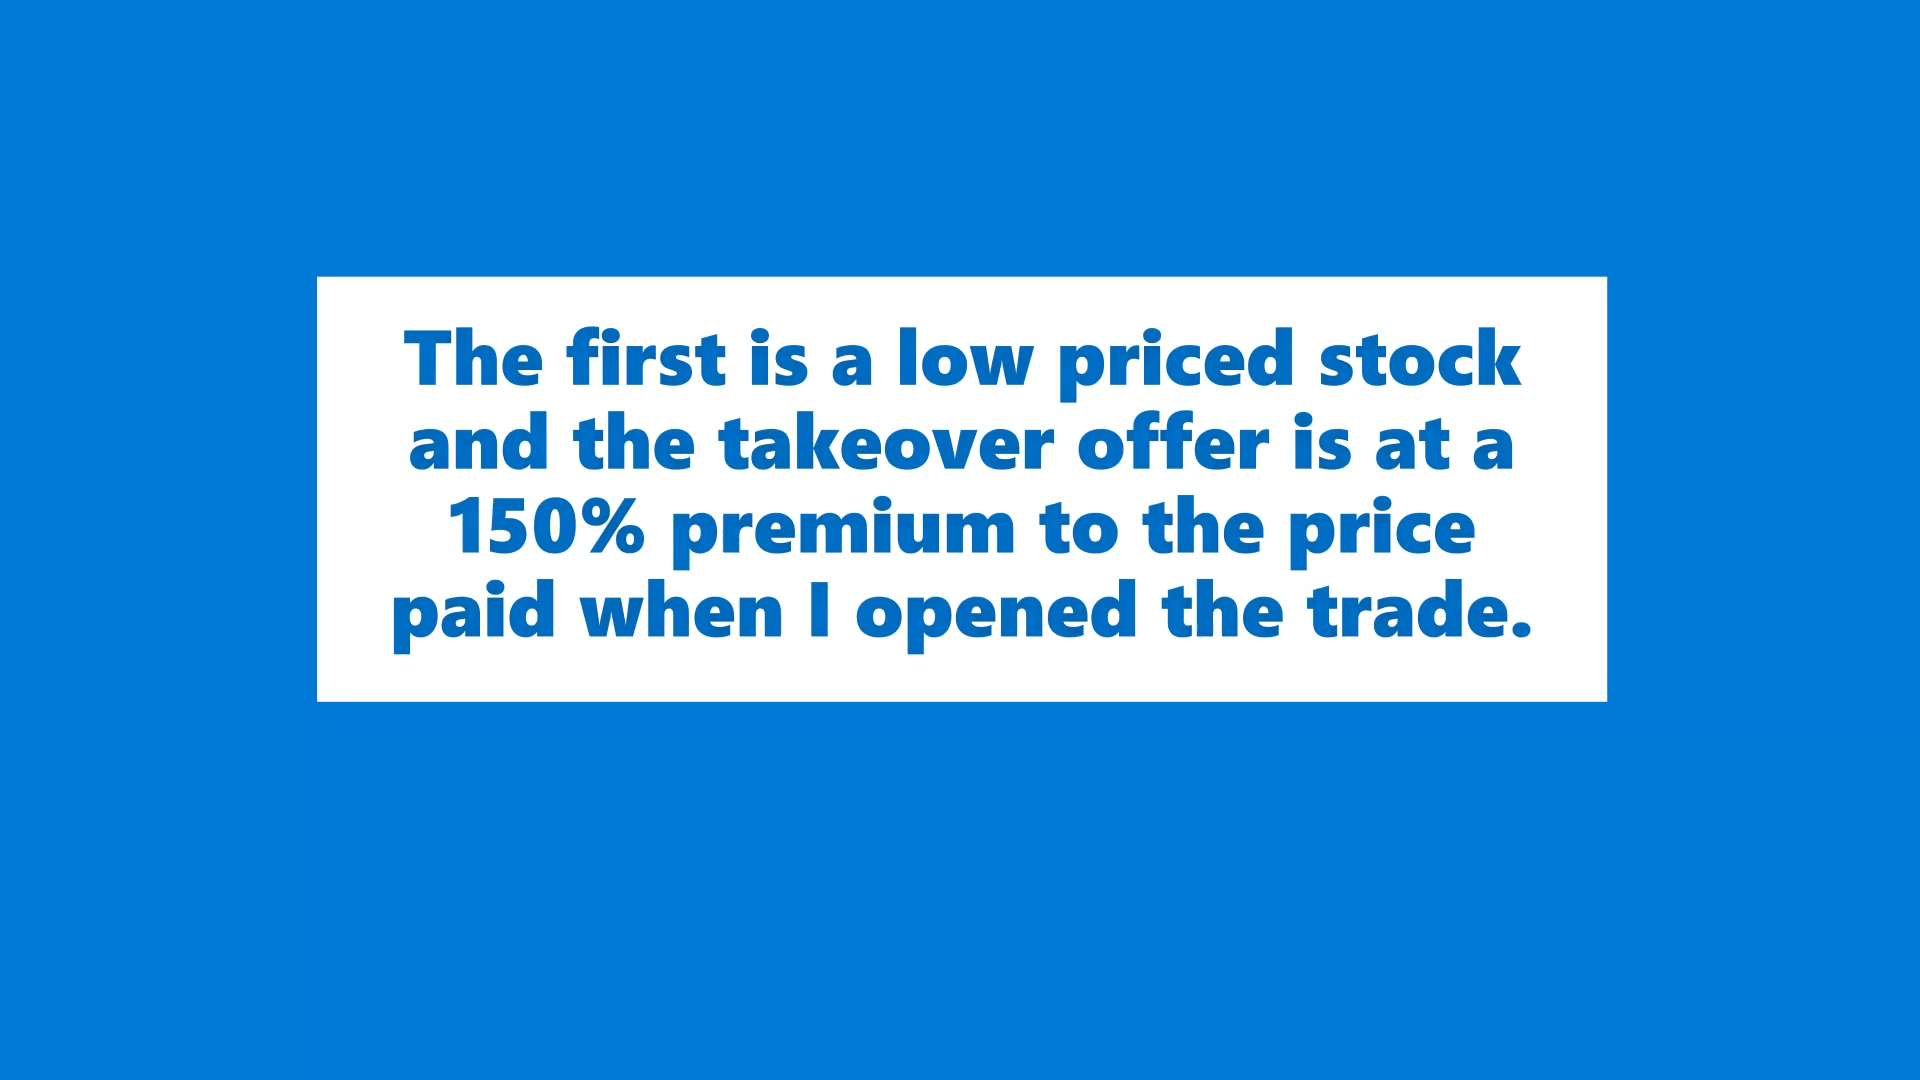 The first is a low priced stock
and the takeover offer is at a
150% premium to the price
paid when I opened the trade.